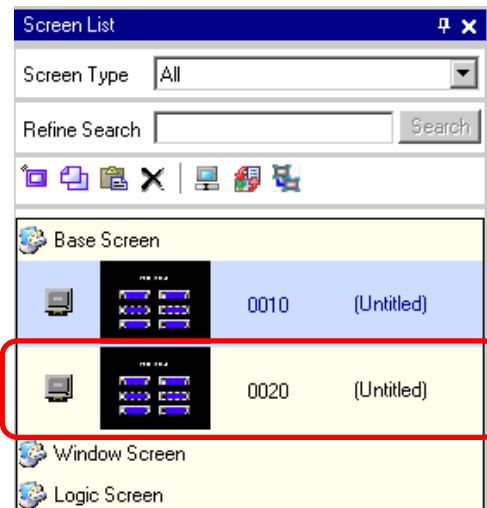 Screen List
Screen Type All
Refine Search Search
Base Screen
0010 (Untitled)
0020 (Untitled)
Window Screen
Logic Screen